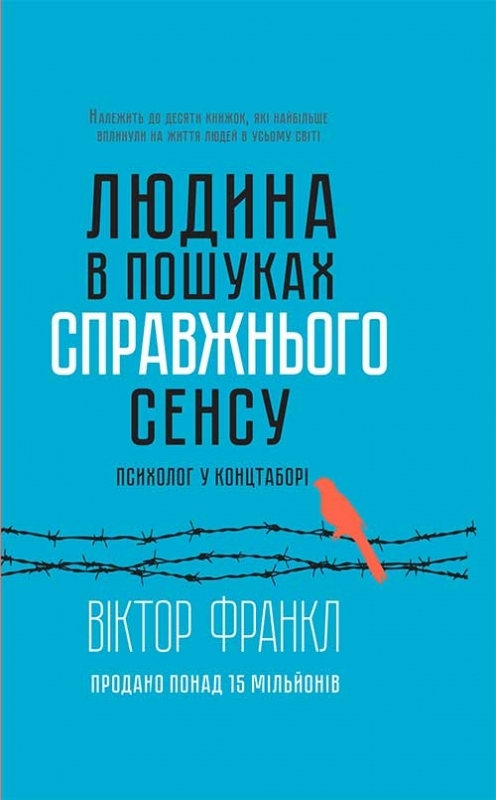 Належить до десяти книжок, які найбільше
вплинули на життя людей в усьому світі
ЛЮДИНА
В ПОШУКАХ
СПРАВЖНЬОГО
СЕНСУ
ПСИХОЛОГ У КОНЦТАБОРІ
ВІКТОР ФРАНКЛ
ПРОДАНО ПОНАД 15 МІЛЬЙОНІВ